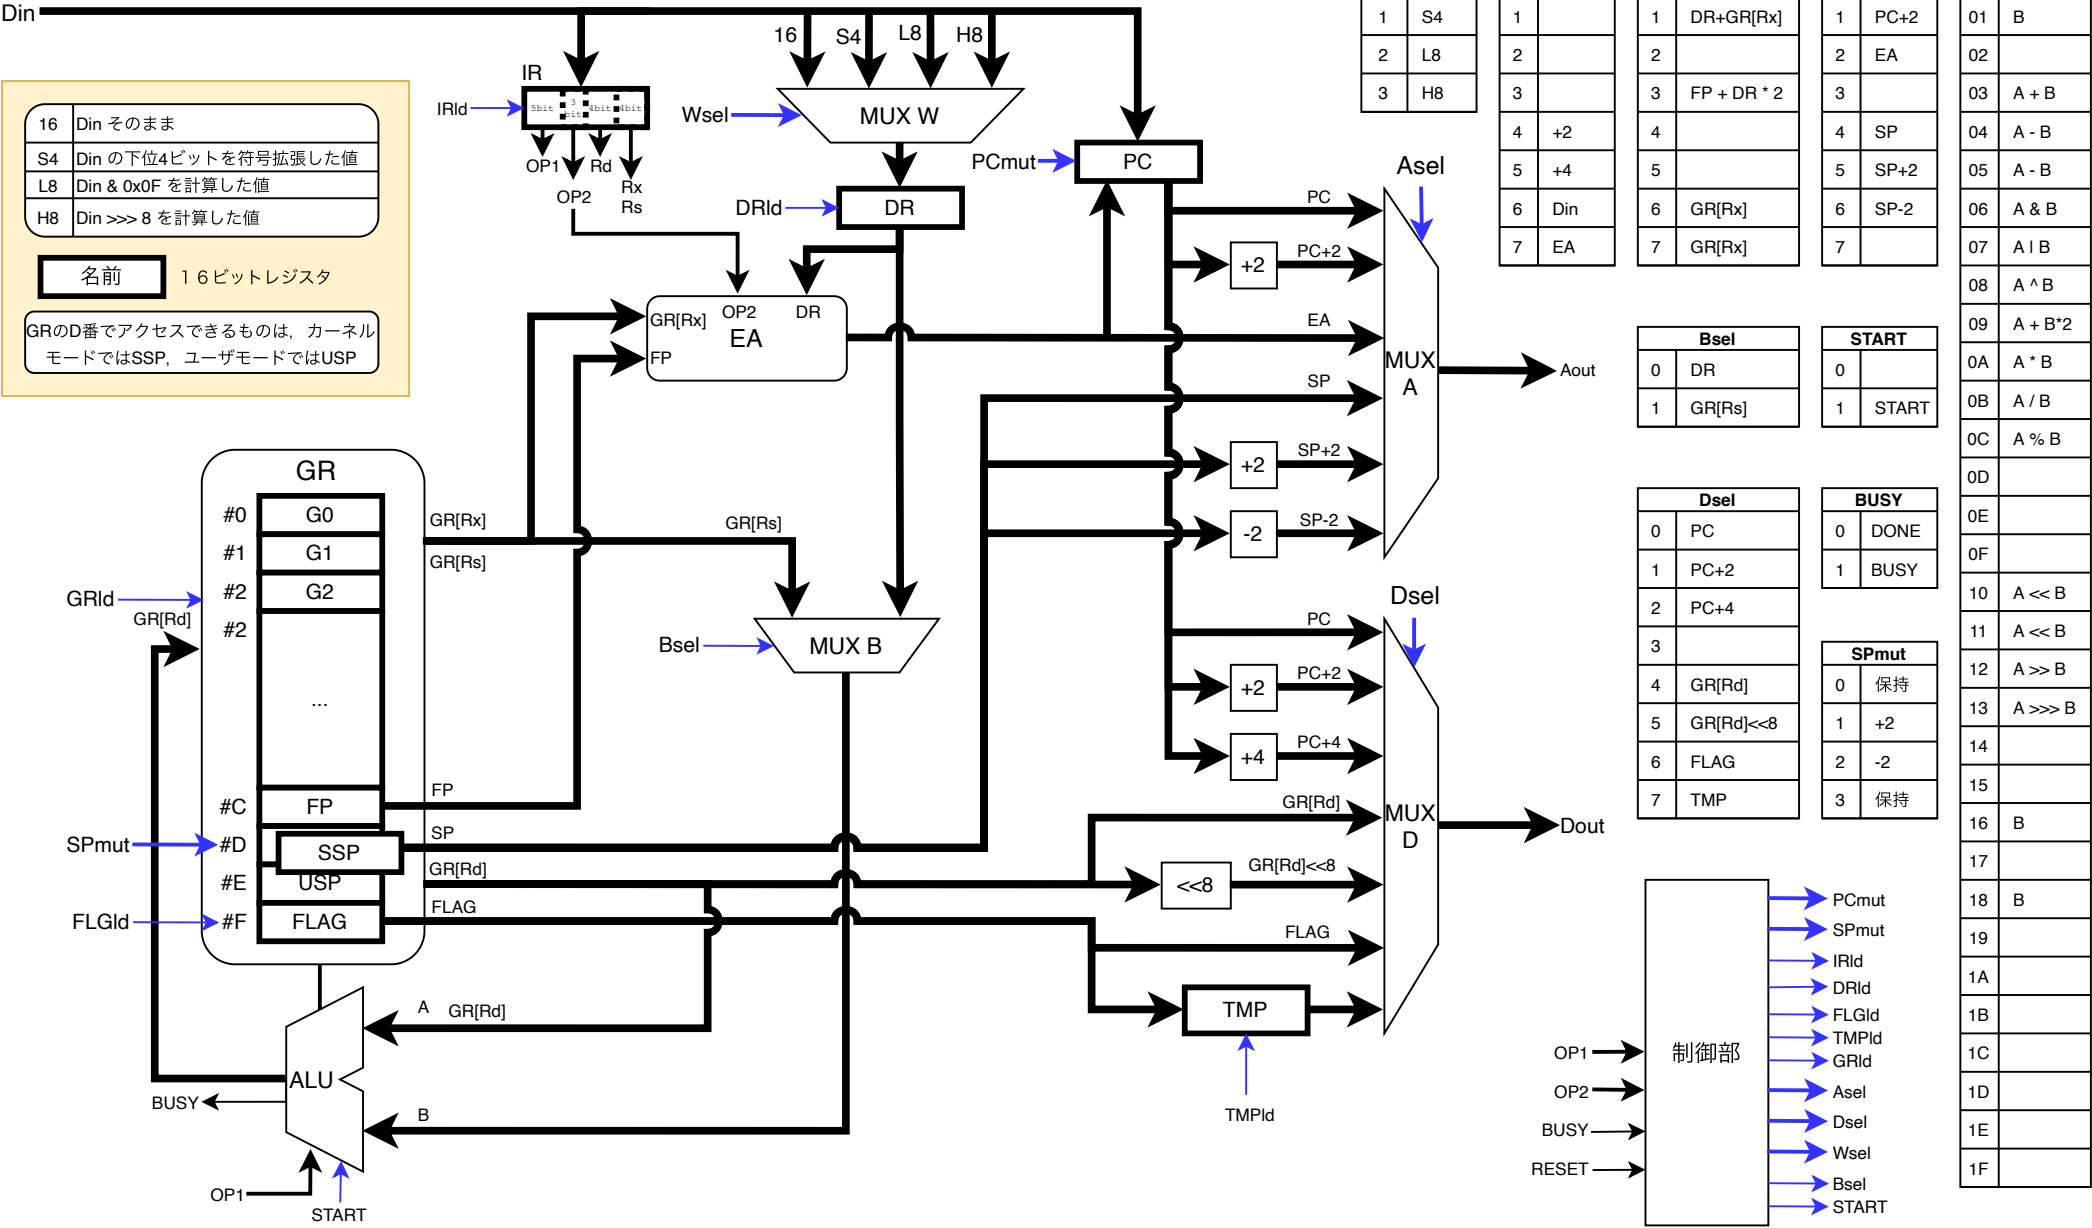 Din
16
S4
L8
H8
IR
5bit
3
bit
4bit
4bit
IRld
OP1
OP2
Rd
Rx
Rs
Wsel
MUX W
PCmut
PC
DRld
DR
16 Din そのまま
S4 Din の下位4ビットを符号拡張した値
L8 Din & 0x0F を計算した値
H8 Din >>> 8 を計算した値
名前
１６ビットレジスタ
GRのD番でアクセスできるものは，カーネル
モードではSSP，ユーザモードではUSP
GR[Rx]
OP2
DR
EA
FP
Asel
PC
+2
PC+2
EA
SP
+2
SP+2
-2
SP-2
MUX
A
Aout
GR
#0 G0
#1 G1
#2 G2
#2
...
#C FP
#D SSP
#E USP
#F FLAG
GRld
GR[Rd]
SPmut
FLGld
GR[Rx]
GR[Rs]
GR[Rs]
FP
SP
GR[Rd]
FLAG
Bsel
MUX B
A
GR[Rd]
B
ALU
BUSY
OP1
START
Dsel
PC
+2
PC+2
+4
PC+4
GR[Rd]
<<8
GR[Rd]<<8
FLAG
TMP
TMPld
MUX
D
Dout
1 S4
2 L8
3 H8
1
2
3
4 +2
5 +4
6 Din
7 EA
1 DR+GR[Rx]
2
3 FP + DR * 2
4
5
6 GR[Rx]
7 GR[Rx]
1 PC+2
2 EA
3
4 SP
5 SP+2
6 SP-2
7
01 B
02
03 A + B
04 A - B
05 A - B
06 A & B
07 A | B
08 A ^ B
09 A + B*2
0A A * B
0B A / B
0C A % B
0D
0E
0F
10 A << B
11 A << B
12 A >> B
13 A >>> B
14
15
16 B
17
18 B
19
1A
1B
1C
1D
1E
1F
Bsel
0 DR
1 GR[Rs]
START
0
1 START
Dsel
0 PC
1 PC+2
2 PC+4
3
4 GR[Rd]
5 GR[Rd]<<8
6 FLAG
7 TMP
BUSY
0 DONE
1 BUSY
SPmut
0 保持
1 +2
2 -2
3 保持
制御部
OP1
OP2
BUSY
RESET
PCmut
SPmut
IRld
DRld
FLGld
TMPld
GRld
Asel
Dsel
Wsel
Bsel
START